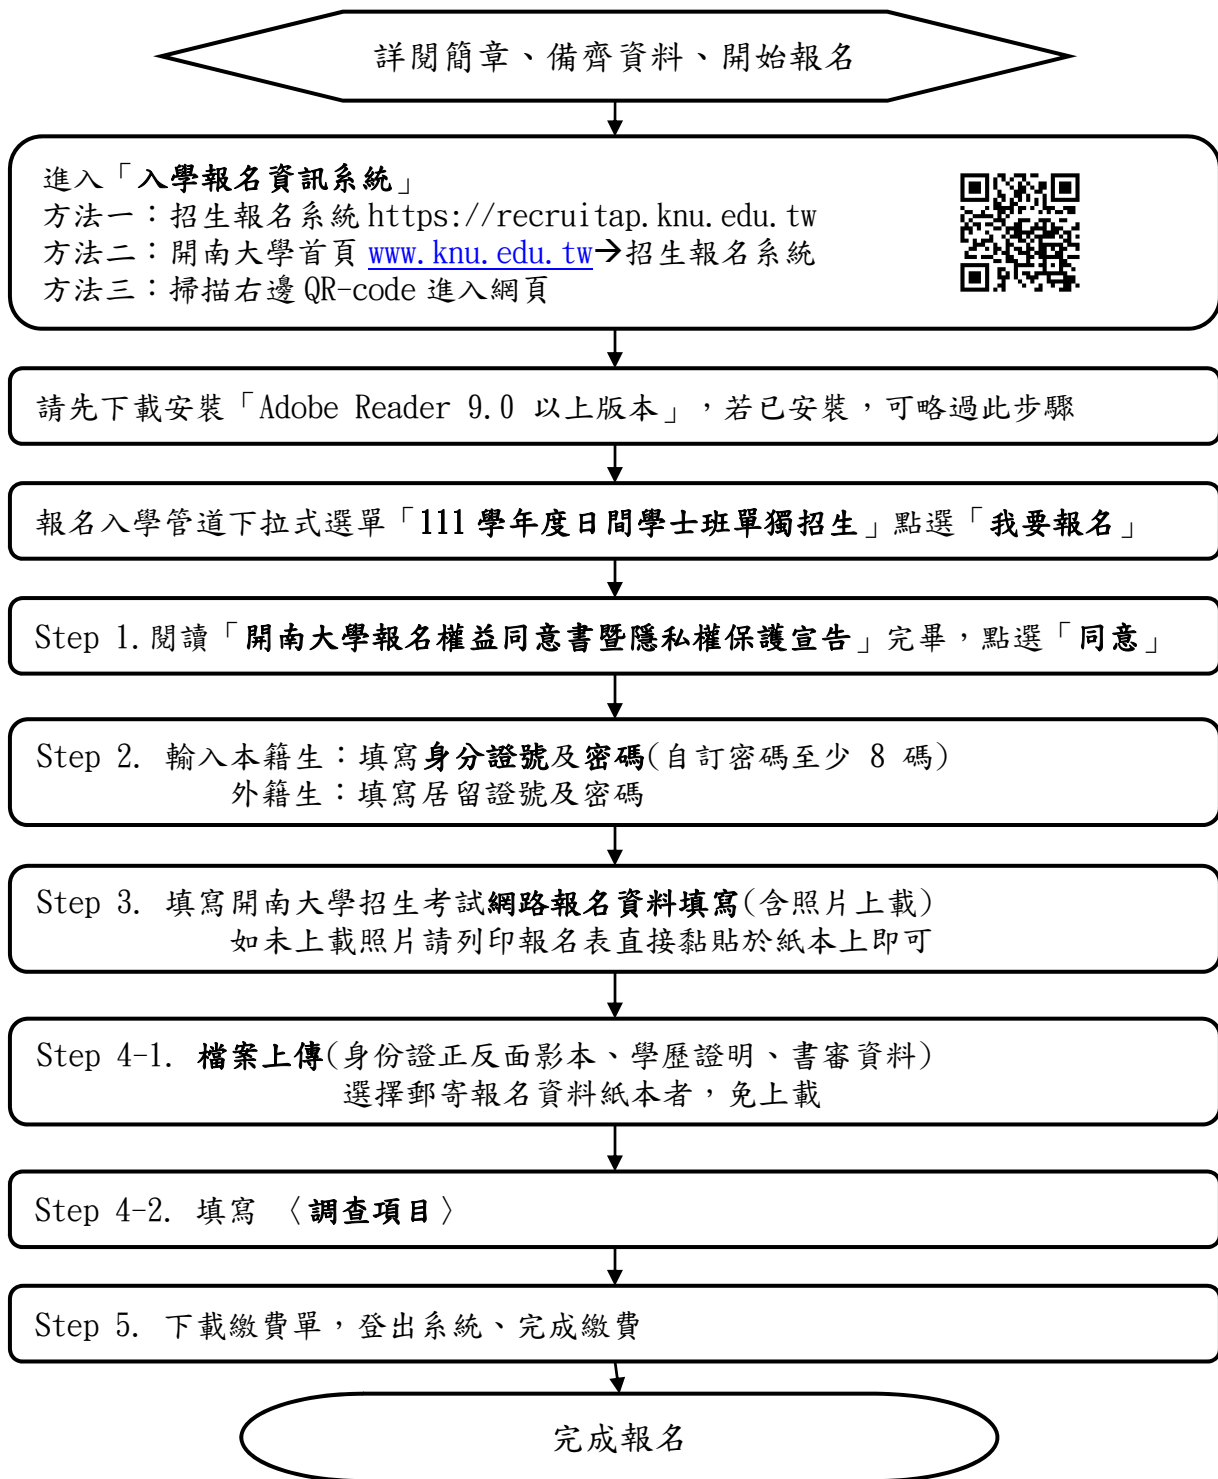 詳閱簡章、備齊資料、開始報名
進入「入學報名資訊系統」
方法一：招生報名系統 https://recruitap.knu.edu.tw
方法二：開南大學首頁 www.knu.edu.tw→招生報名系統
方法三：掃描右邊 QR-code 進入網頁
請先下載安裝「Adobe Reader 9.0 以上版本」，若已安裝，可略過此步驟
報名入學管道下拉式選單「111 學年度日間學士班單獨招生」點選「我要報名」
Step 1.閱讀「開南大學報名權益同意書暨隱私權保護宣告」完畢，點選「同意」
Step 2. 輸入本籍生：填寫身分證號及密碼(自訂密碼至少 8 碼)
外籍生：填寫居留證號及密碼
Step 3. 填寫開南大學招生考試網路報名資料填寫(含照片上載)
如未上載照片請列印報名表直接黏貼於紙本上即可
Step 4-1. 檔案上傳(身份證正反面影本、學歷證明、書審資料)
選擇郵寄報名資料紙本者，免上載
Step 4-2. 填寫 〈調查項目〉
Step 5. 下載繳費單，登出系統、完成繳費
完成報名